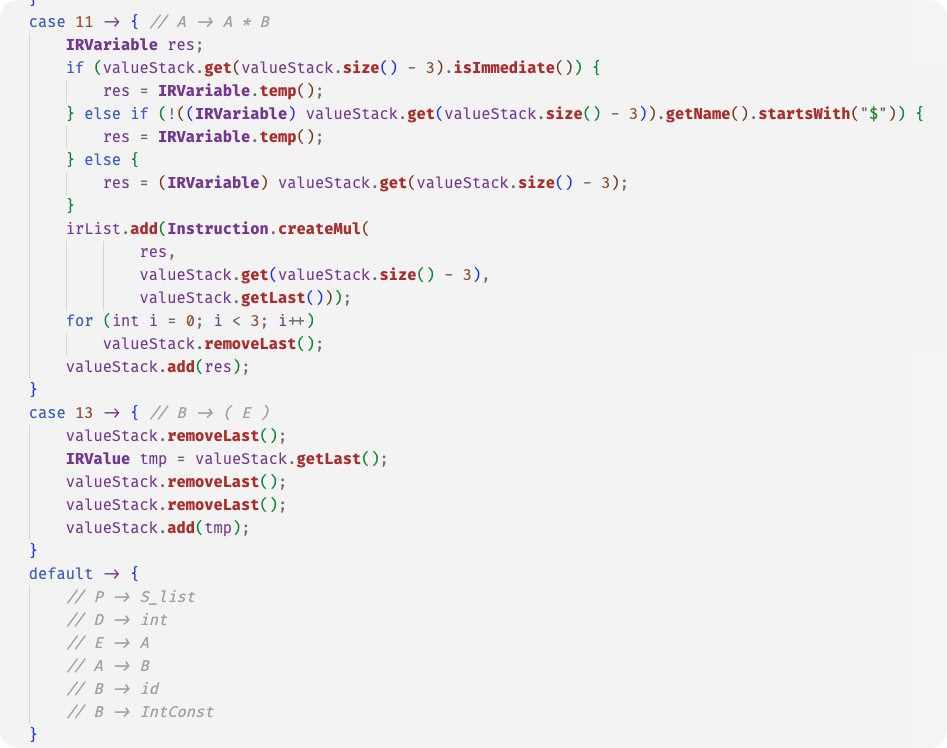 }
case 11 -> { // A -> A * B
    IRVariable res;
    if (valueStack.get(valueStack.size() - 3).isImmediate()) {
        res = IRVariable.temp();
    } else if (!((IRVariable) valueStack.get(valueStack.size() - 3)).getName().startsWith("$")) {
        res = IRVariable.temp();
    } else {
        res = (IRVariable) valueStack.get(valueStack.size() - 3);
    }
    irList.add(Instruction.createMul(
            res,
            valueStack.get(valueStack.size() - 3),
            valueStack.getLast()));
    for (int i = 0; i < 3; i++)
        valueStack.removeLast();
    valueStack.add(res);
}
case 13 -> { // B -> ( E )
    valueStack.removeLast();
    IRValue tmp = valueStack.getLast();
    valueStack.removeLast();
    valueStack.removeLast();
    valueStack.add(tmp);
}
default -> {
    // P -> S_list
    // D -> int
    // E -> A
    // A -> B
    // B -> id
    // B -> IntConst
}